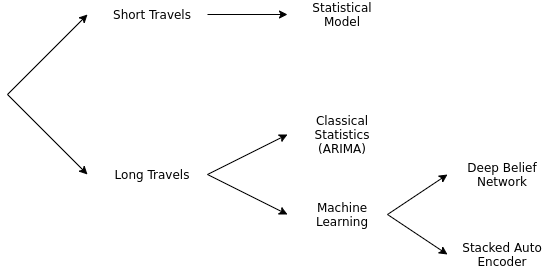 Short Travels
Statistical
Model
Long Travels
Classical
Statistics
(ARIMA)
Machine
Learning
Deep Belief
Network
Stacked Auto
Encoder